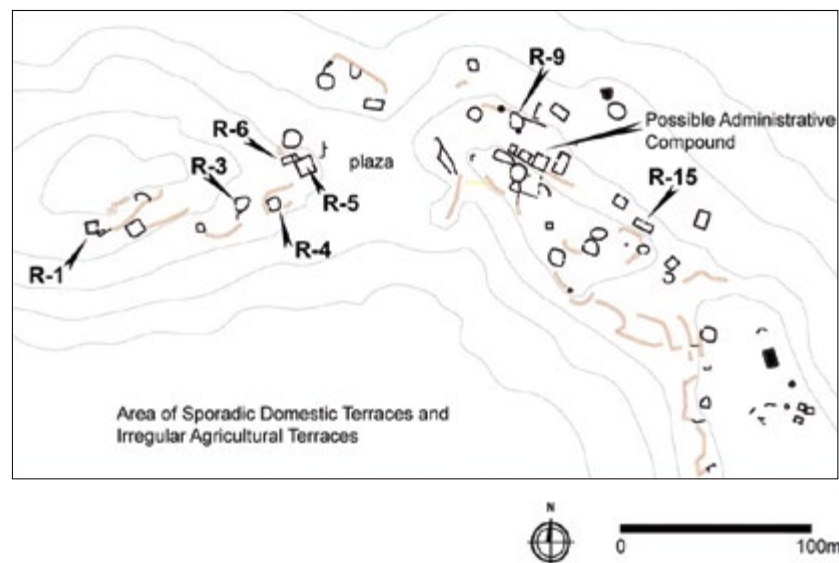 R-9
Possible Administrative
Compound
R-6
plaza
R-3
R-15
R-5
R-4
R-1
Area of Sporadic Domestic Terraces and
Irregular Agricultural Terraces
N
0 100m